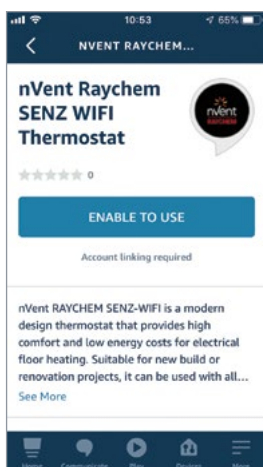 10:53
65%
NVENT RAYCHEM...
nVent Raychem
SENZ WIFI
Thermostat
nVent
RAYCHEM
0
ENABLE TO USE
Account linking required
nVent RAYCHEM SENZ-WIFI is a modern
design thermostat that provides high
comfort and low energy costs for electrical
floor heating. Suitable for new build or
renovation projects, it can be used with all...
See More
Home Communicate Play Devices More